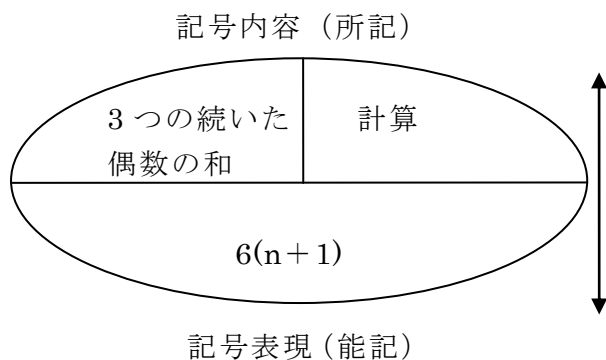 記号内容（所記）
3つの続いた
偶数の和
計算
6(n＋1)
記号表現（能記）